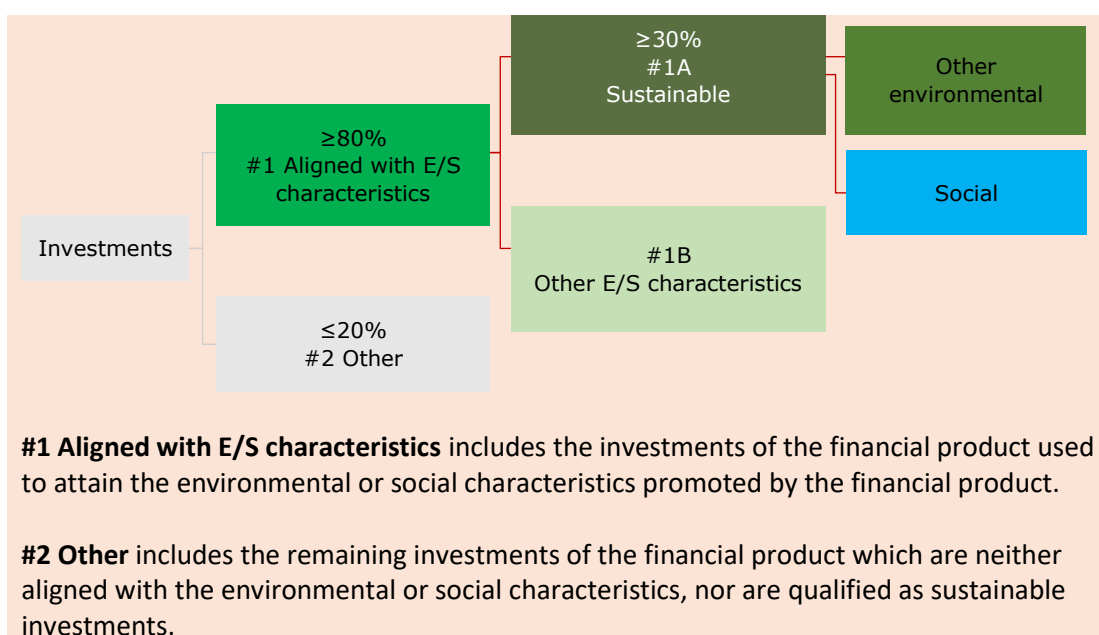 ≥30%
#1A
Sustainable
Other
environmental
≥80%
#1 Aligned with E/S
characteristics
Social
Investments
#1B
Other E/S characteristics
≤20%
#2 Other
#1 Aligned with E/S characteristics includes the investments of the financial product used
to attain the environmental or social characteristics promoted by the financial product.
#2 Other includes the remaining investments of the financial product which are neither
aligned with the environmental or social characteristics, nor are qualified as sustainable
investments.